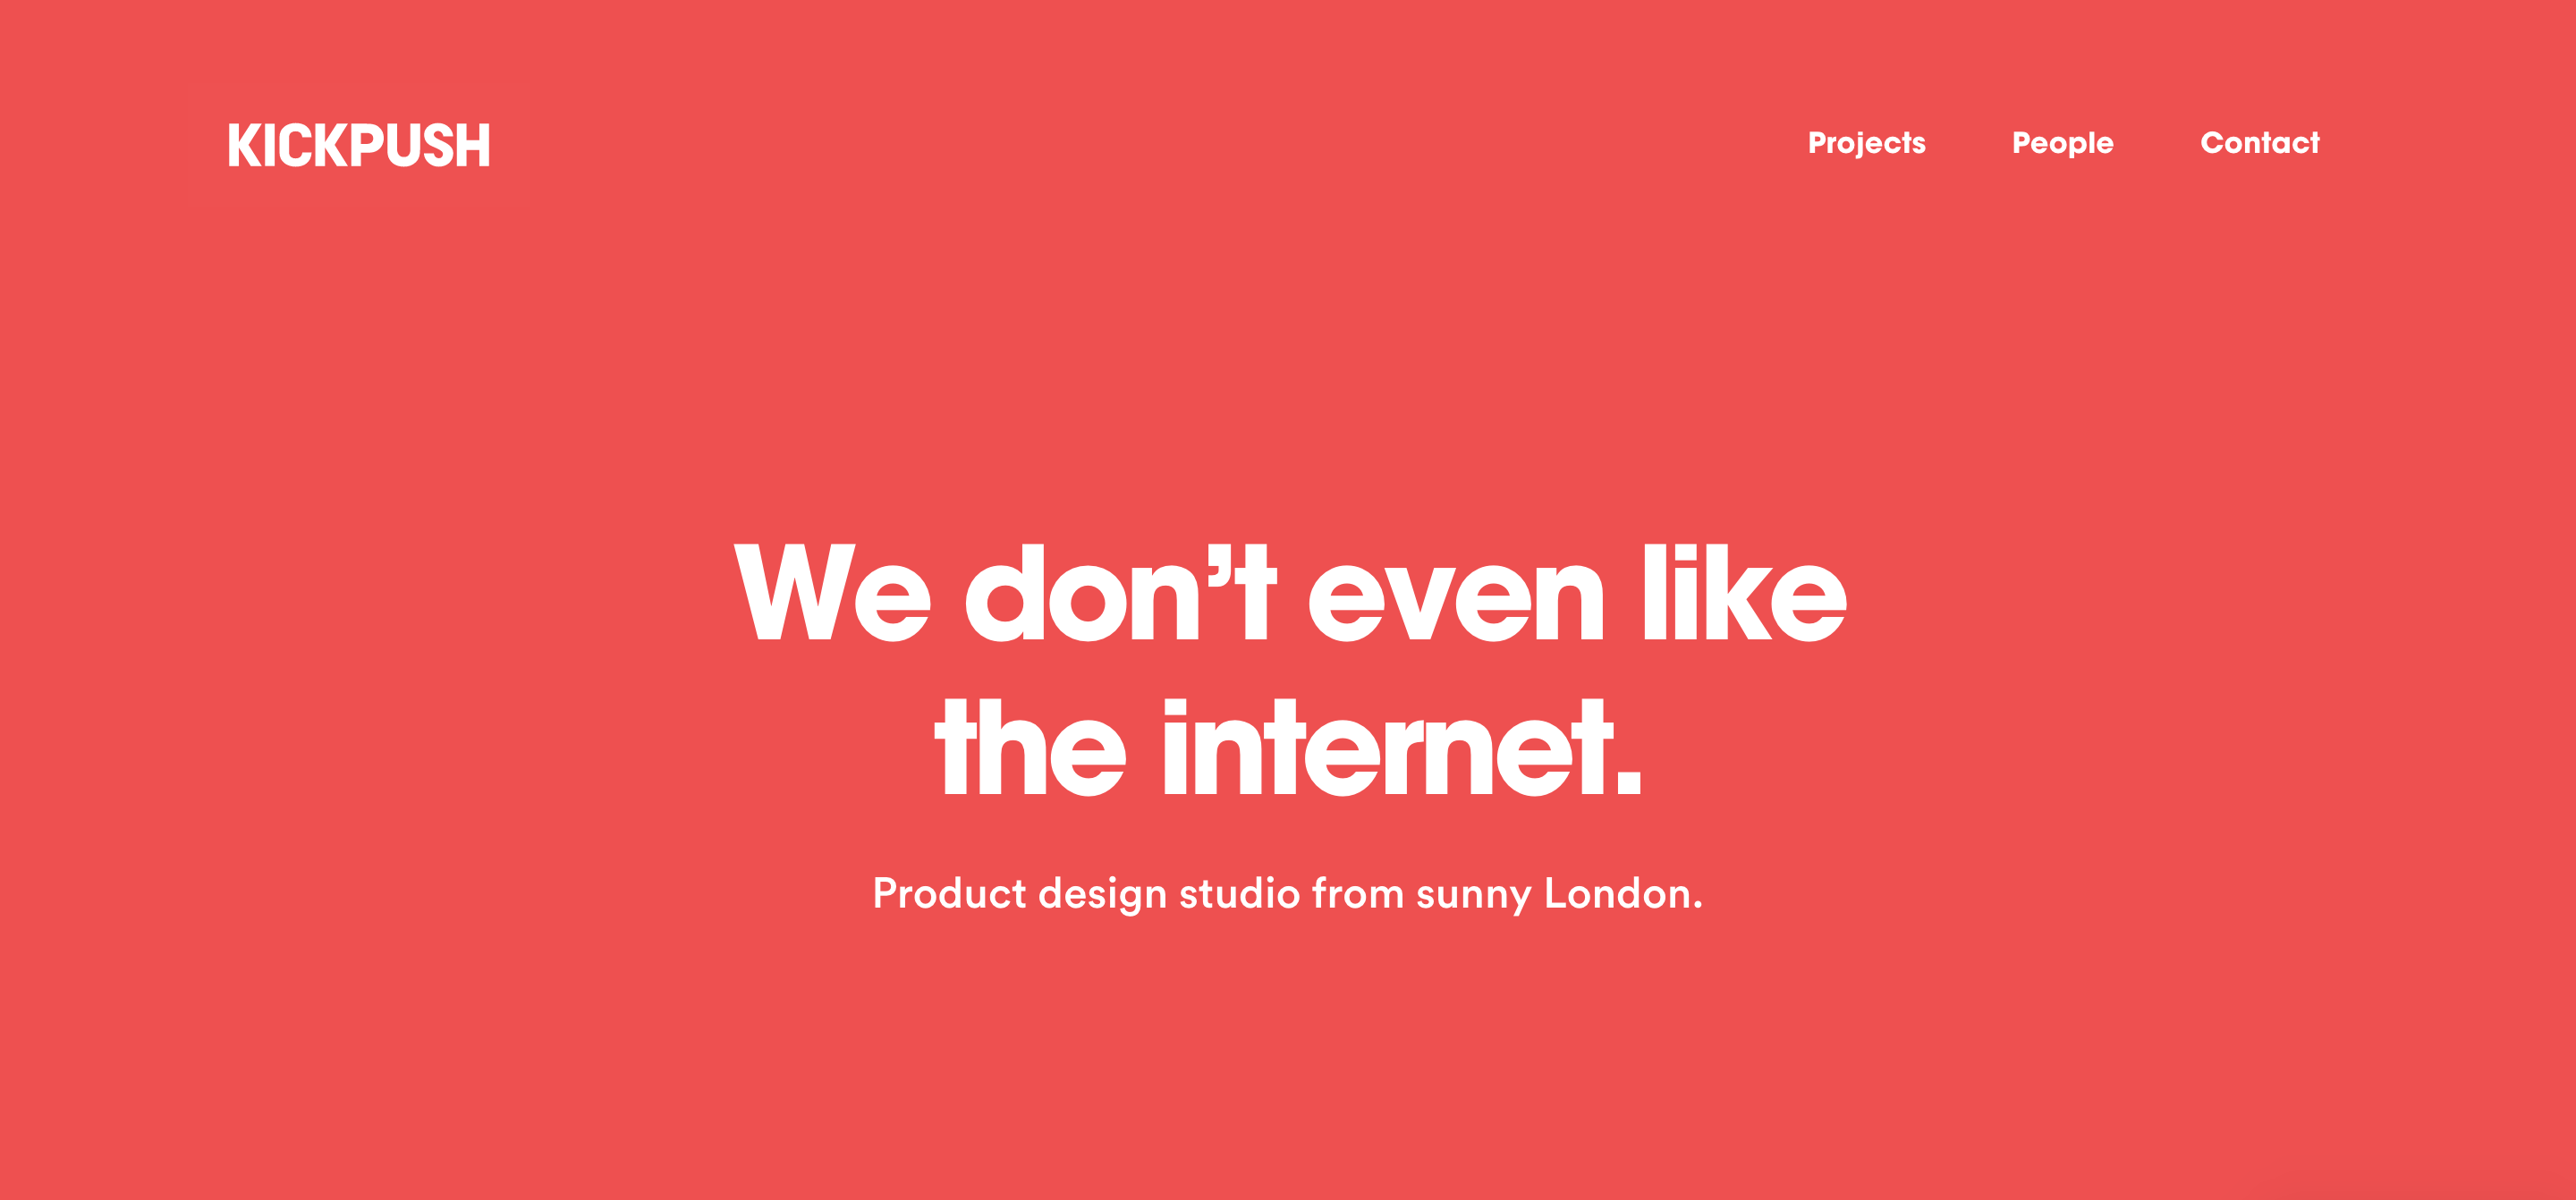 KICKPUSH
Projects People Contact
We don’t even like
the internet.
Product design studio from sunny London.